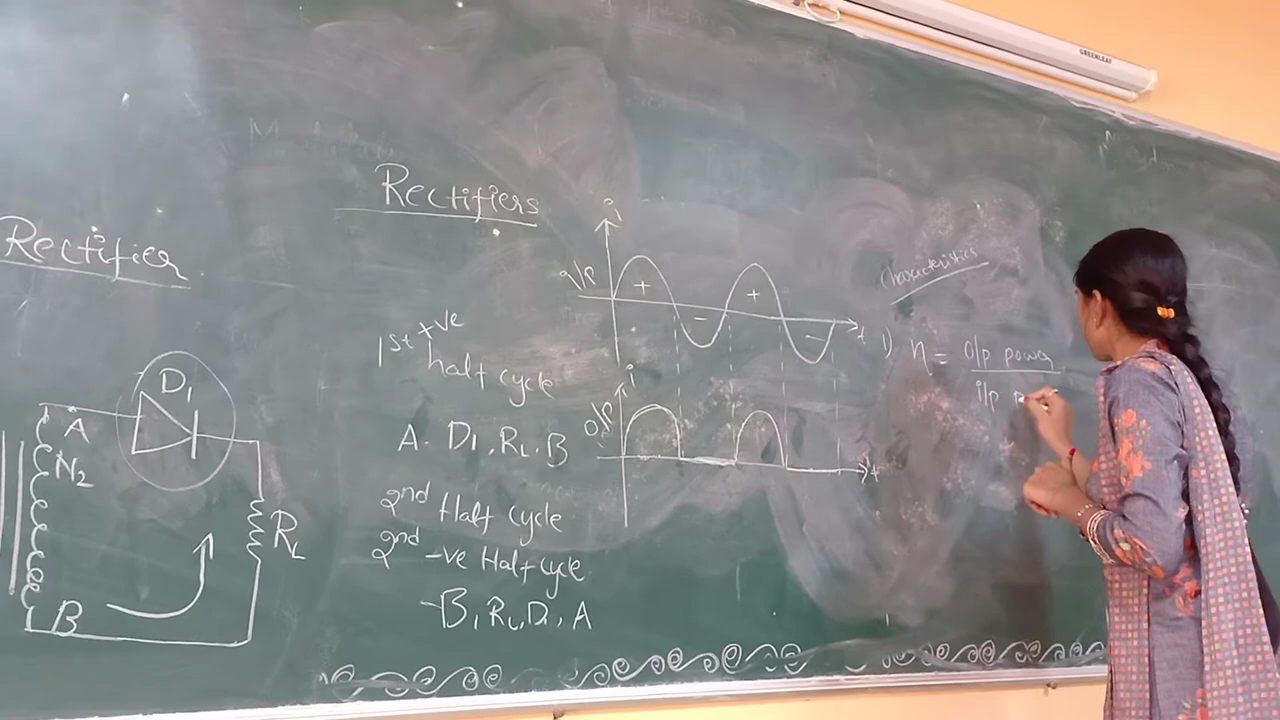 GREENLEAF
Rectifier
D1
A
N2
RL
B
Rectifiers
1st +ve
half cycle
A. D1, RL, B
2nd Half Cycle
2nd -ve Half cycle
B, RL, D1, A
i
+
-
+
-
t
i
O/P
t
Characteristics
1) η = O/p power
i/p